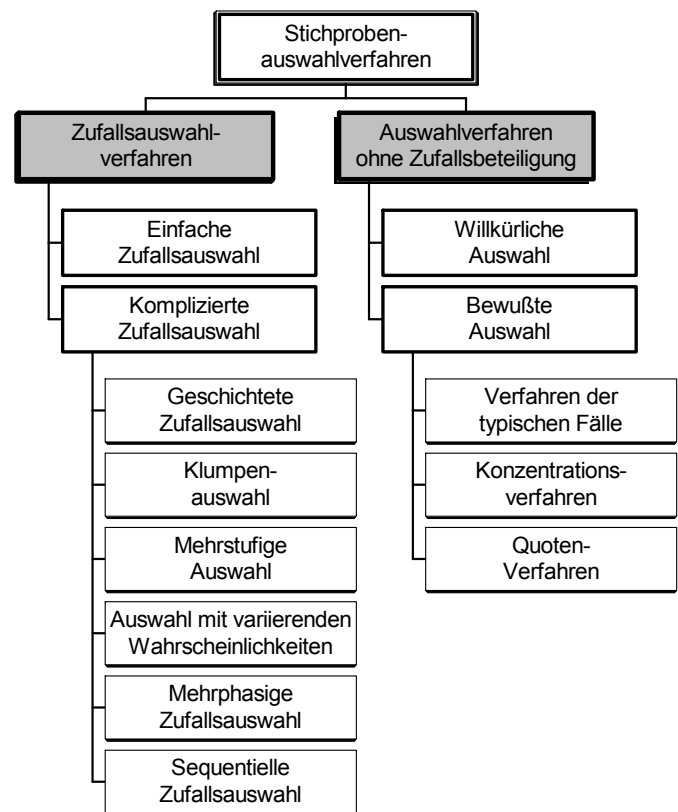 Stichproben-
auswahlverfahren
Zufallsauswahl-
verfahren
Einfache
Zufallsauswahl
Komplizierte
Zufallsauswahl
Geschichtete
Zufallsauswahl
Klumpen-
auswahl
Mehrstufige
Auswahl
Auswahl mit variierenden
Wahrscheinlichkeiten
Mehrphasige
Zufallsauswahl
Sequentielle
Zufallsauswahl
Auswahlverfahren
ohne Zufallsbeteiligung
Willkürliche
Auswahl
Bewußte
Auswahl
Verfahren der
typischen Fälle
Konzentrations-
verfahren
Quoten-
Verfahren